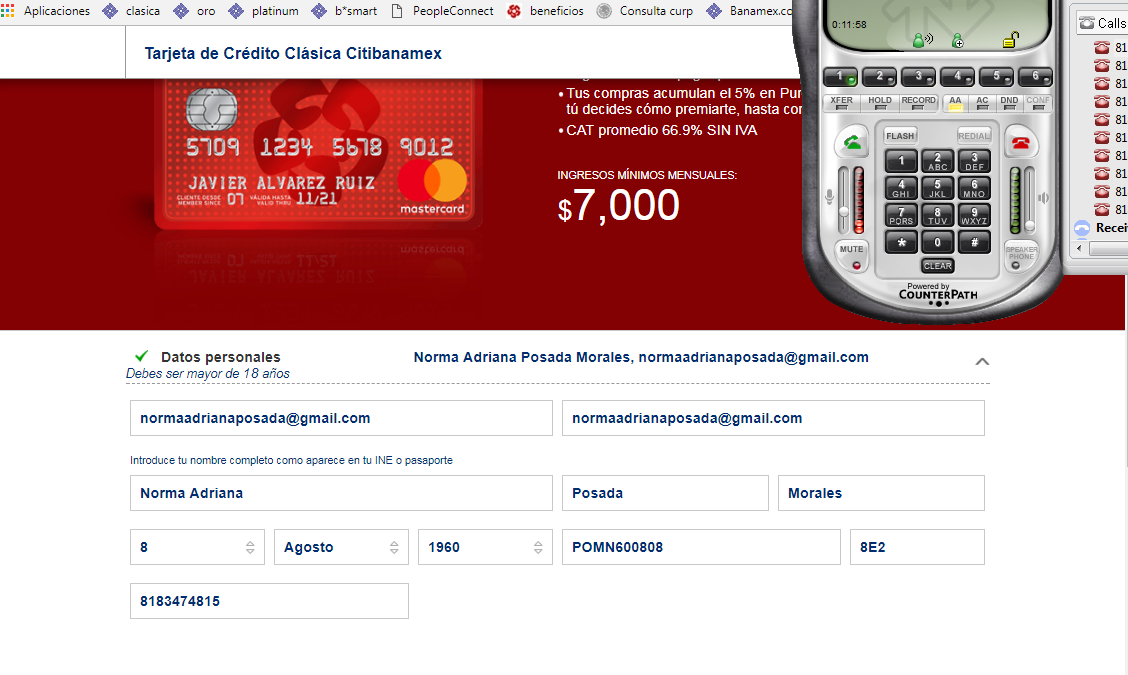 Aplicaciones clasica oro platinum b*smart PeopleConnect beneficios Consulta curp Banamex.co
Tarjeta de Crédito Clásica Citibanamex
5709 1234 5678 9012
JAVIER ALVAREZ RUIZ
CLIENTE DESDE
MEMBER SINCE 07 VÁLIDA HASTA
VALID THRU 11/21
mastercard
• Tus compras acumulan el 5% en Pun
tú decides cómo premiarte, hasta con
• CAT promedio 66.9% SIN IVA
INGRESOS MÍNIMOS MENSUALES:
$7,000
0:11:58
1 2 3 4 5 6
XFER HOLD RECORD AA AC DND CONF
FLASH REDIAL
1 2 ABC 3 DEF
4 GHI 5 JKL 6 MNO
7 PQRS 8 TUV 9 WXYZ
* 0 #
MUTE CLEAR SPEAKER PHONE
Powered by
COUNTERPATH
Calls
81
81
81
81
81
81
81
81
81
81
Recei
Datos personales
Debes ser mayor de 18 años
Norma Adriana Posada Morales, normaadrianaposada@gmail.com
normaadrianaposada@gmail.com normaadrianaposada@gmail.com
Introduce tu nombre completo como aparece en tu INE o pasaporte
Norma Adriana Posada Morales
8 Agosto 1960 POMN600808 8E2
8183474815